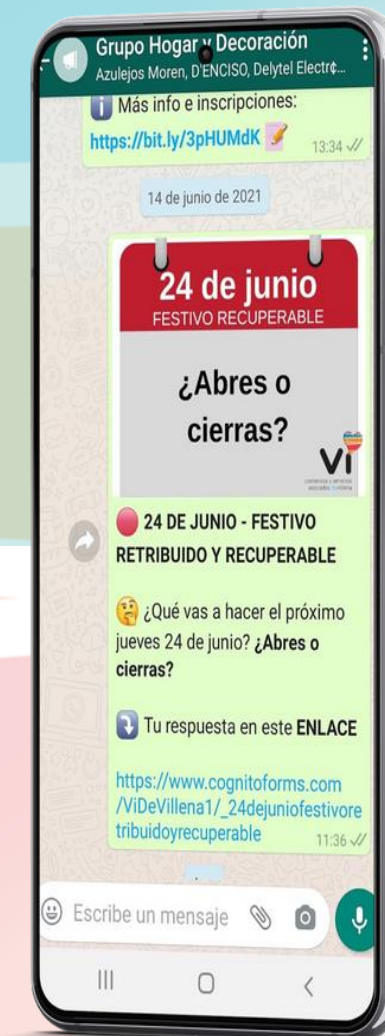 Grupo Hogar y Decoración
Azulejos Moren, D'ENCISO, Delytel Electr¢...
Más info e inscripciones:
https://bit.ly/3pHUMdK
13:34
14 de junio de 2021
24 de junio
FESTIVO RECUPERABLE
¿Abres o
cierras?
Vi
24 DE JUNIO - FESTIVO
RETRIBUIDO Y RECUPERABLE
¿Qué vas a hacer el próximo
jueves 24 de junio? ¿Abres o
cierras?
Tu respuesta en este ENLACE
https://www.cognitoforms.com
/ViDeVillena1/_24dejuniofestivore
tribuidoyrecuperable
11:36
Escribe un mensaje